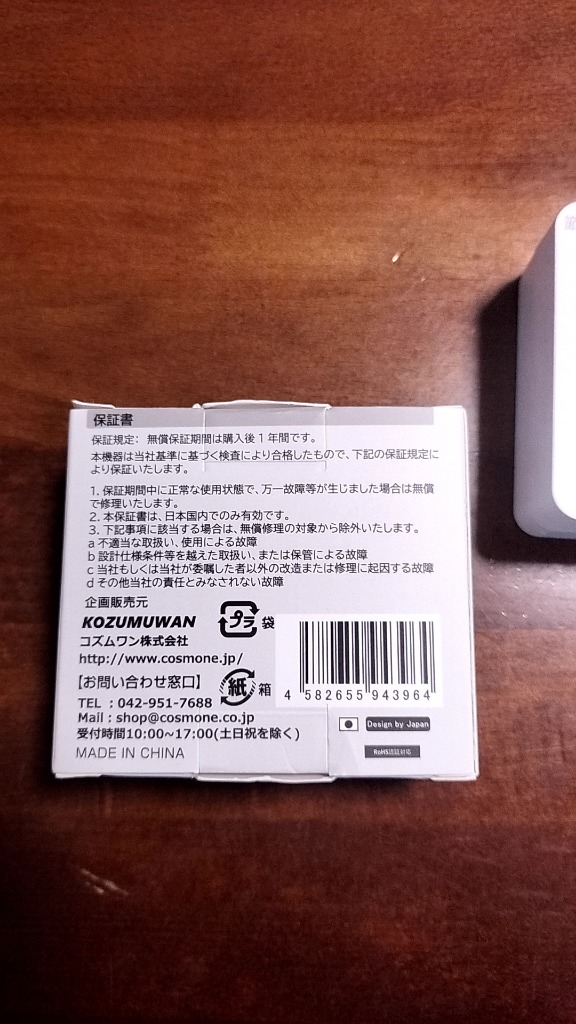 保証書
保証規定: 無償保証期間は購入後1年間です。
本機器は当社基準に基づく検査により合格したもので、下記の保証規定に
より保証いたします。
1. 保証期間中に正常な使用状態で、万一故障等が生じました場合は無償
で修理いたします。
2. 本保証書は、日本国内でのみ有効です。
3. 下記事項に該当する場合は、無償修理の対象から除外いたします。
a 不適当な取扱い、使用による故障
b 設計仕様条件等を越えた取扱い、または保管による故障
c 当社もしくは当社が委嘱した者以外の改造または修理に起因する故障
d その他当社の責任とみなされない故障
企画販売元
KOZUMUWAN
コズムワン株式会社
http://www.cosmone.jp/
【お問い合わせ窓口】
TEL : 042-951-7688
Mail : shop@cosmone.co.jp
受付時間10:00~17:00(土日祝を除く)
MADE IN CHINA
プラ 袋
紙 箱
4 582655 943964
Design by Japan
RoHS認証対応